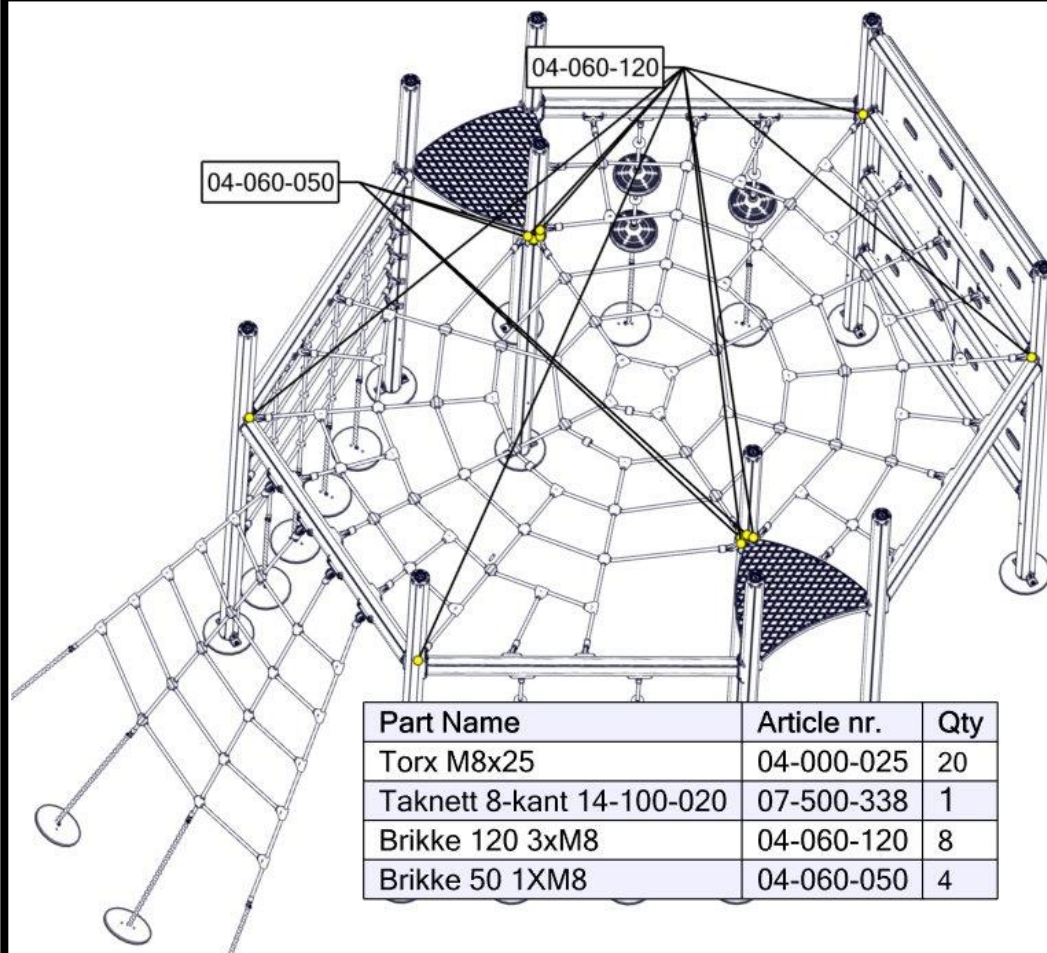 04-060-120
04-060-050
Part Name Article nr. Qty
Torx M8x25 04-000-025 20
Taknett 8-kant 14-100-020 07-500-338 1
Brikke 120 3xM8 04-060-120 8
Brikke 50 1XM8 04-060-050 4